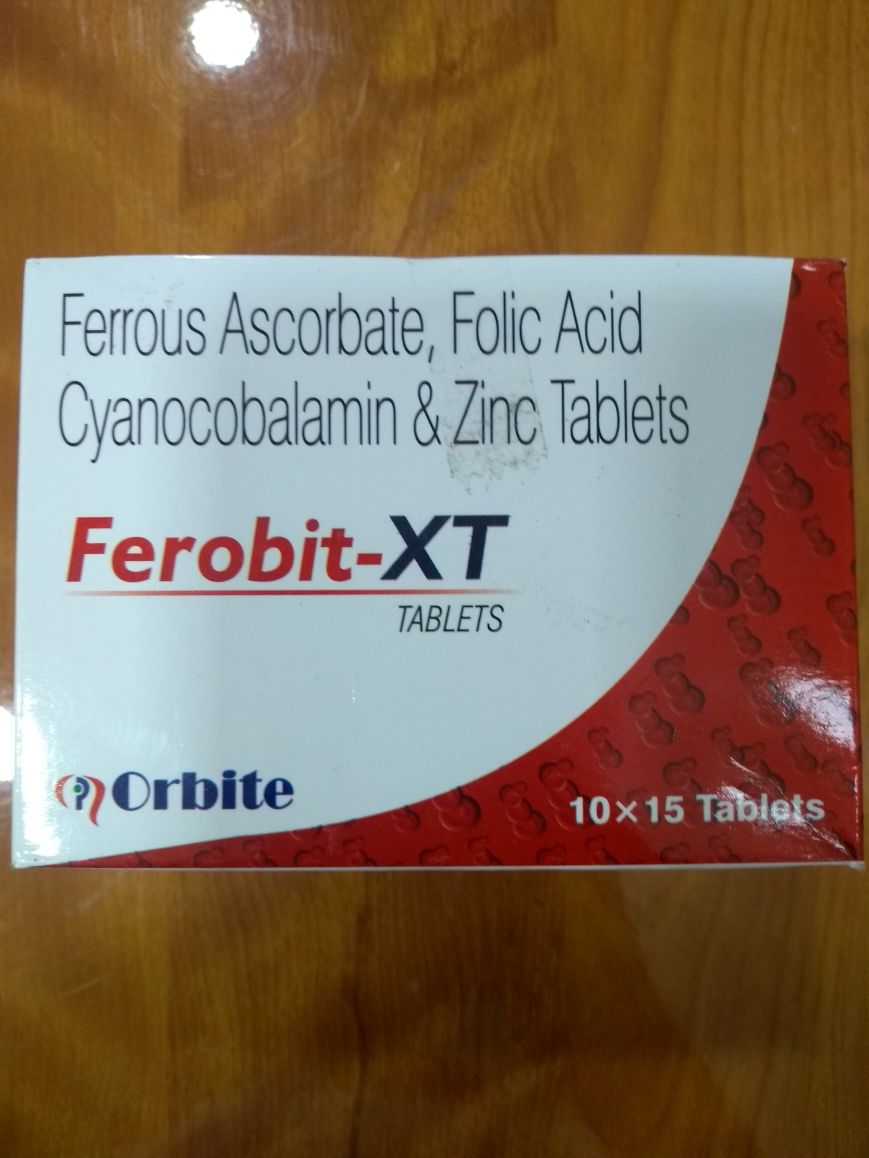 Ferrous Ascorbate, Folic Acid
Cyanocobalamin & Zinc Tablets
Ferobit-XT
TABLETS
Orbite
10×15 Tablets